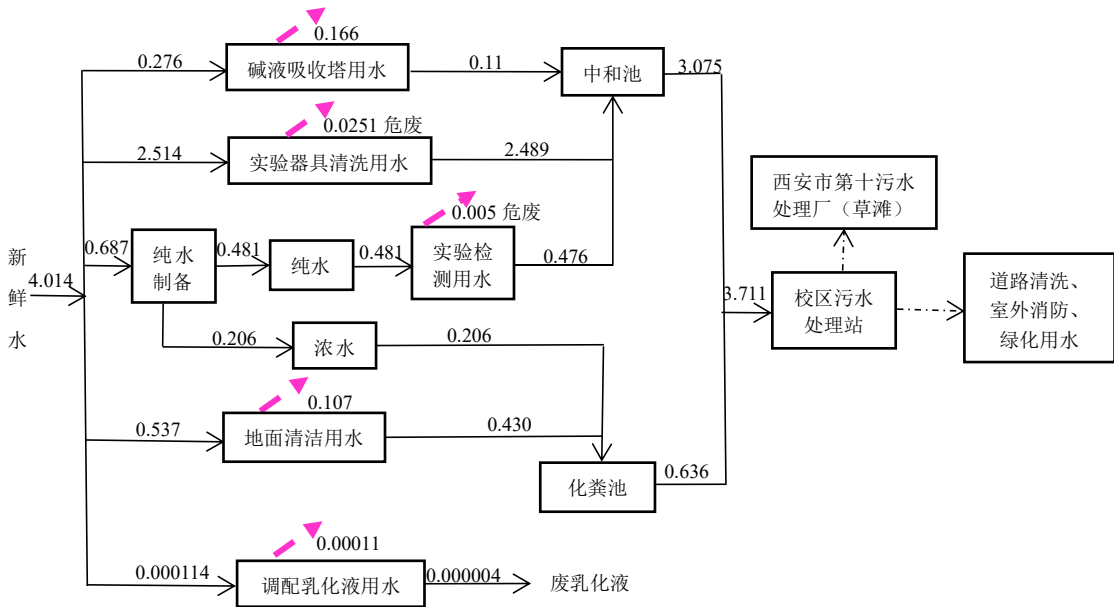 0.166
0.276
碱液吸收塔用水
0.11
中和池
3.075
0.0251 危废
2.514
实验器具清洗用水
2.489
西安市第十污水
处理厂（草滩）
0.005 危废
新
鲜
水
4.014
0.687
纯水
制备
0.481
纯水
0.481
实验检
测用水
0.476
3.711
校区污水
处理站
道路清洗、
室外消防、
绿化用水
0.206
浓水
0.206
0.107
0.537
地面清洁用水
0.430
化粪池
0.636
0.00011
0.000114
调配乳化液用水
0.000004
废乳化液